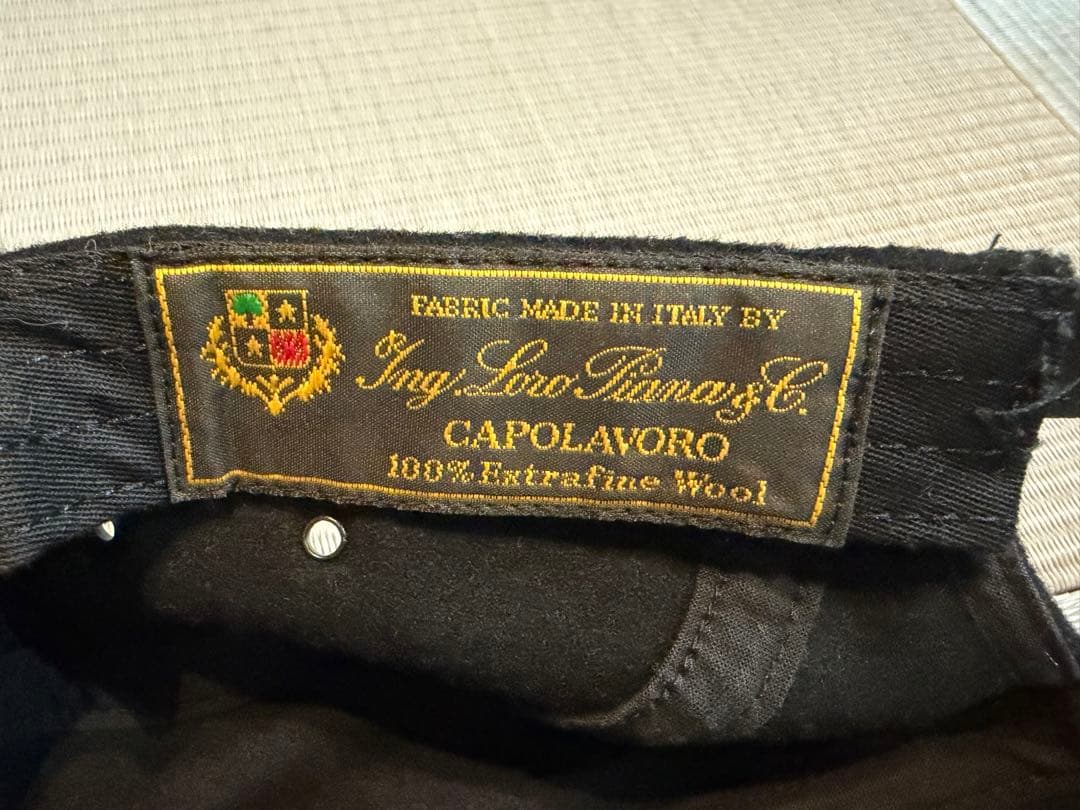 FABRIC MADE IN ITALY BY
Ing. Loro Piana & C.
CAPOLAVORO
100% Extrafine Wool